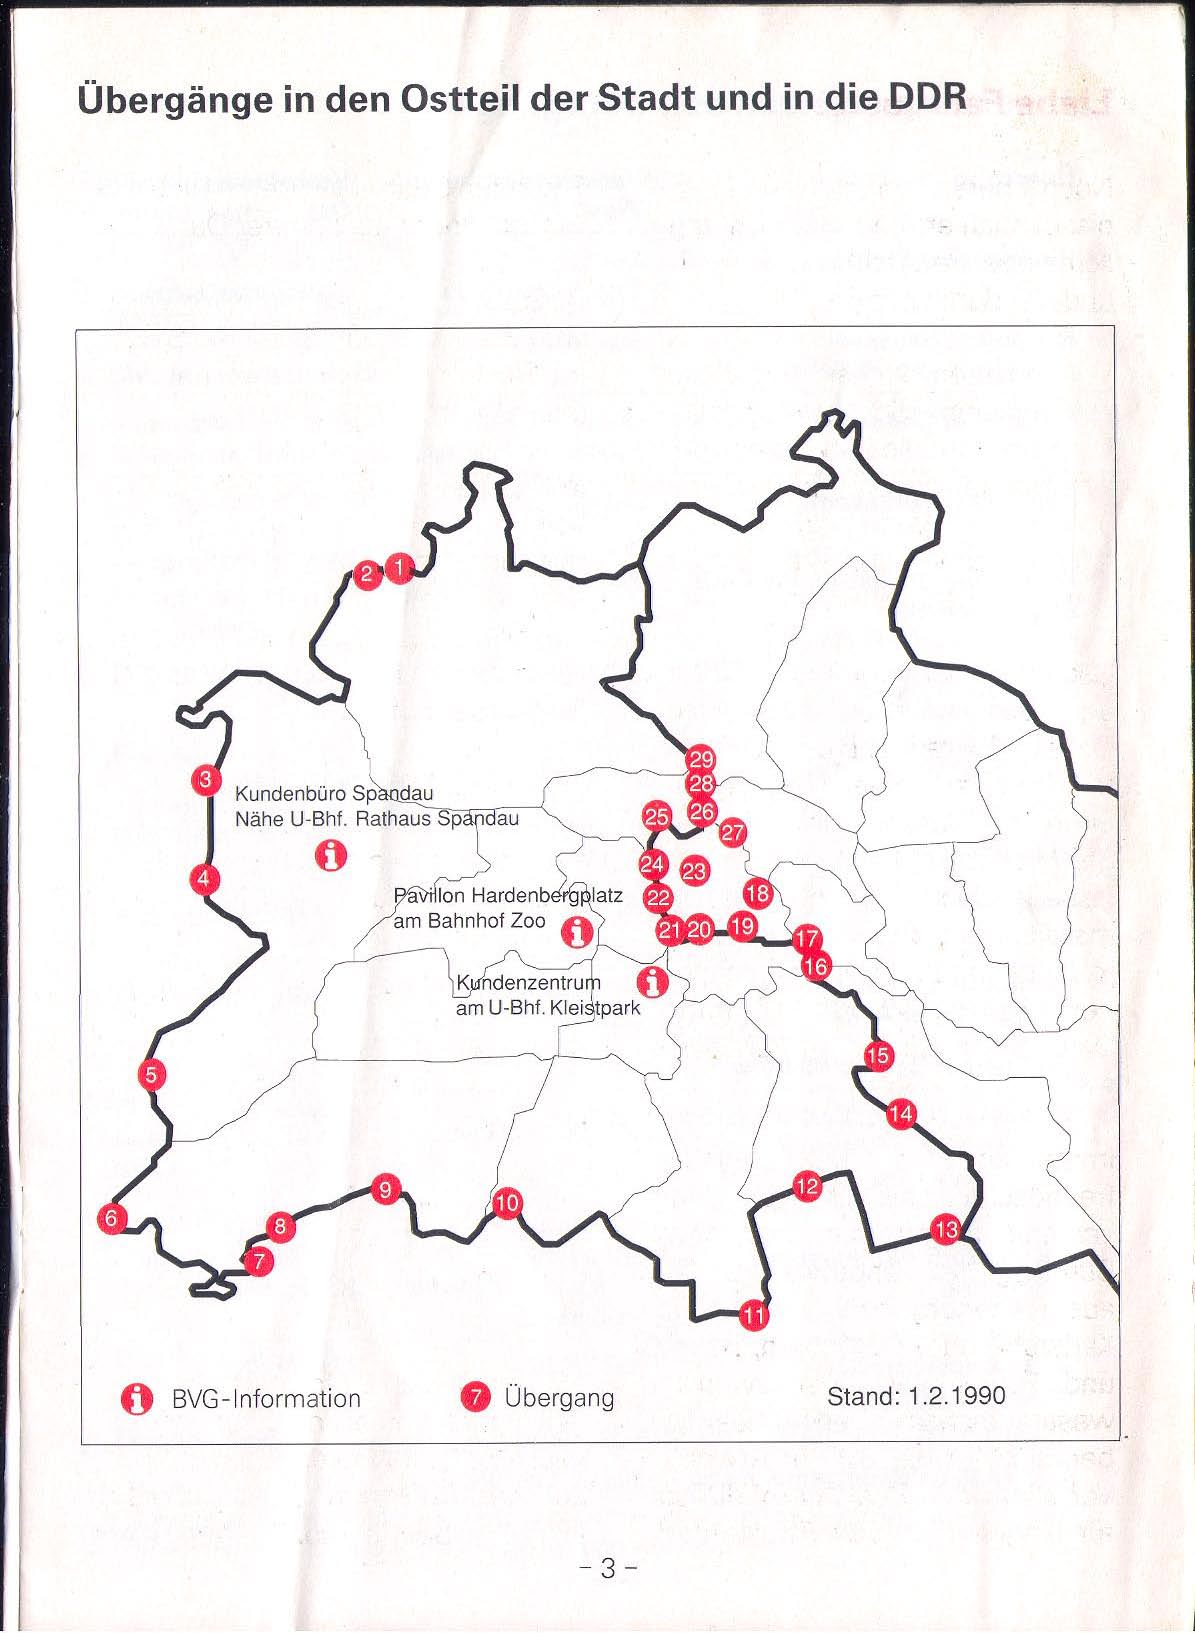 Übergänge in den Ostteil der Stadt und in die DDR
2
1
29
3
28
Kundenbüro Spandau
Nähe U-Bhf. Rathaus Spandau
25
26
27
24
23
4
22
18
Pavillon Hardenbergplatz
am Bahnhof Zoo
21
20
19
17
16
Kundenzentrum
am U-Bhf. Kleistpark
5
15
14
9
12
10
6
8
13
7
11
BVG-Information
7 Übergang
Stand: 1.2.1990
- 3 -